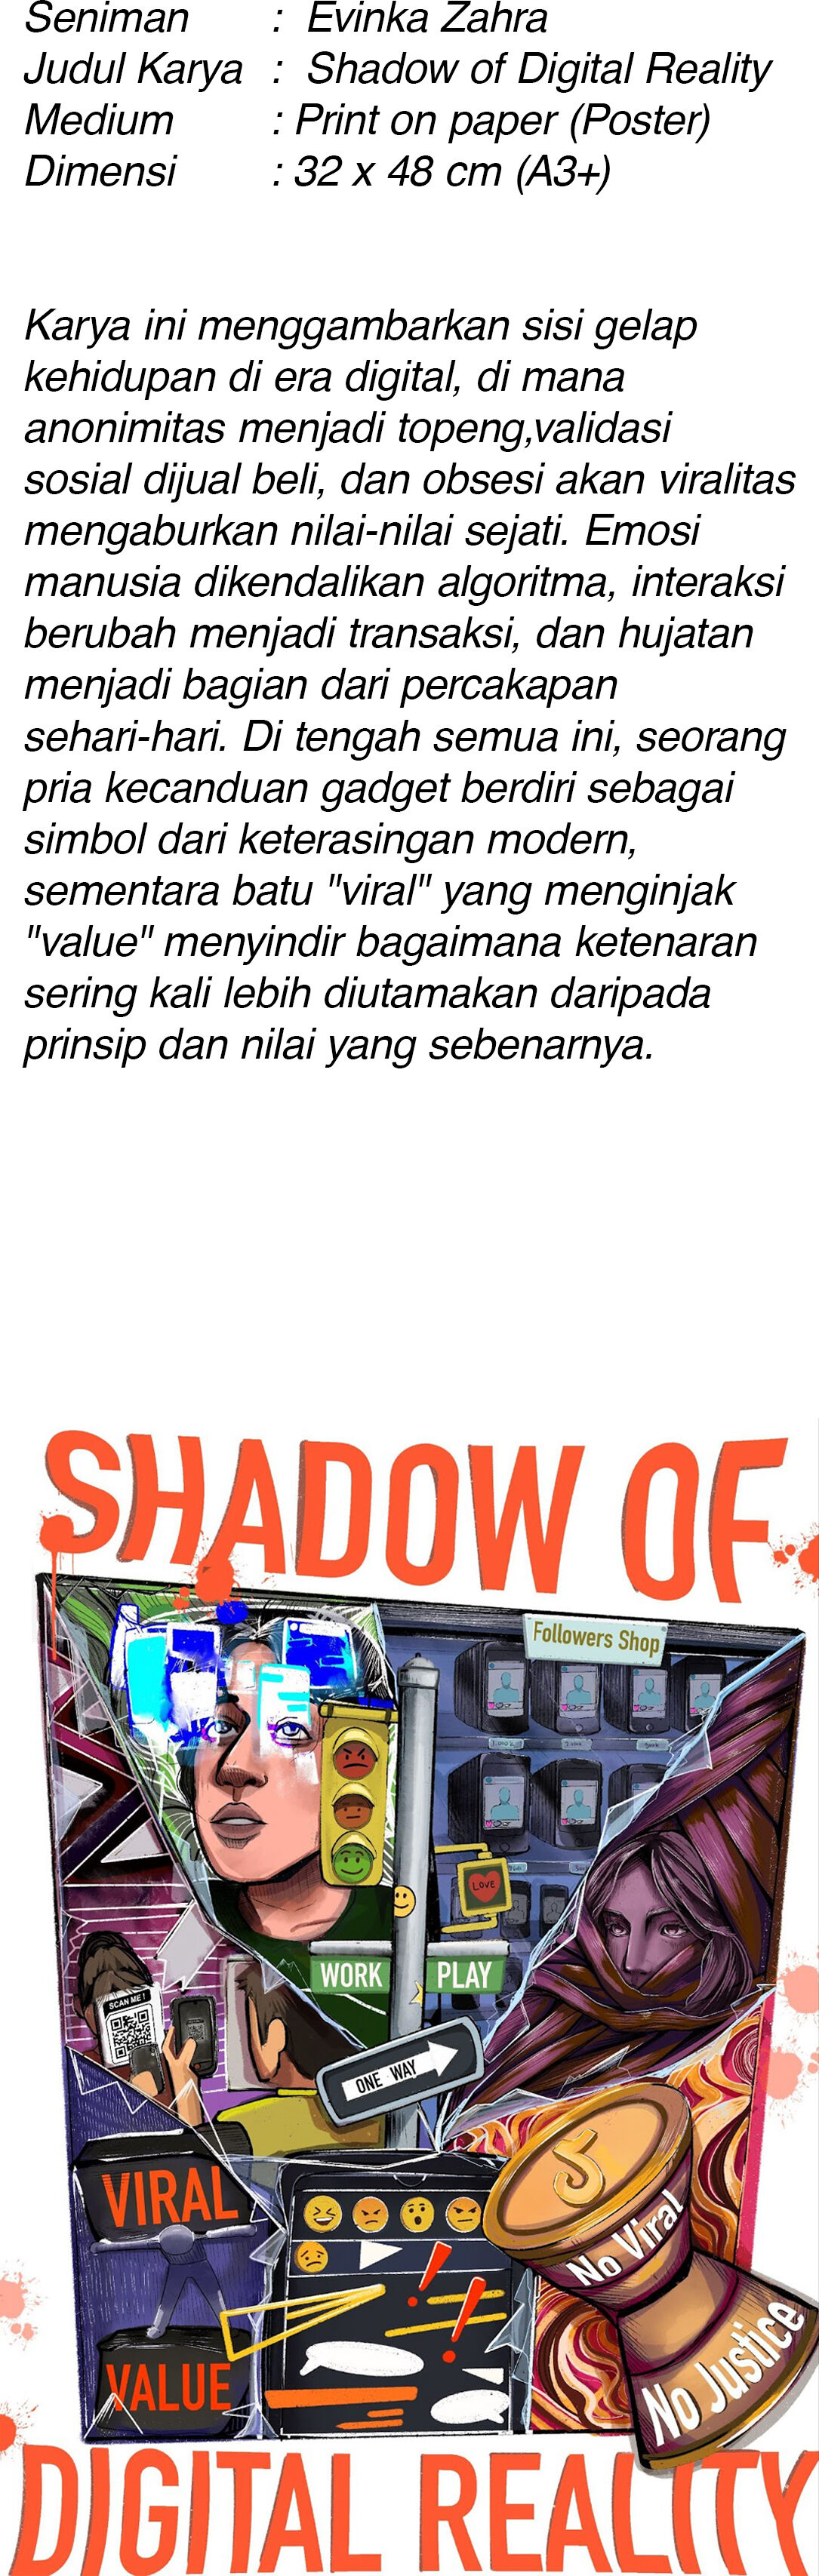 Seniman : Evinka Zahra
Judul Karya : Shadow of Digital Reality
Medium : Print on paper (Poster)
Dimensi : 32 x 48 cm (A3+)
Karya ini menggambarkan sisi gelap
kehidupan di era digital, di mana
anonimitas menjadi topeng,validasi
sosial dijual beli, dan obsesi akan viralitas
mengaburkan nilai-nilai sejati. Emosi
manusia dikendalikan algoritma, interaksi
berubah menjadi transaksi, dan hujatan
menjadi bagian dari percakapan
sehari-hari. Di tengah semua ini, seorang
pria kecanduan gadget berdiri sebagai
simbol dari keterasingan modern,
sementara batu "viral" yang menginjak
"value" menyindir bagaimana ketenaran
sering kali lebih diutamakan daripada
prinsip dan nilai yang sebenarnya.
SHADOW OF
Followers Shop
LOVE
WORK PLAY
SCAN ME !
ONE WAY
VIRAL
No Viral
No Justice
VALUE
DIGITAL REALITY